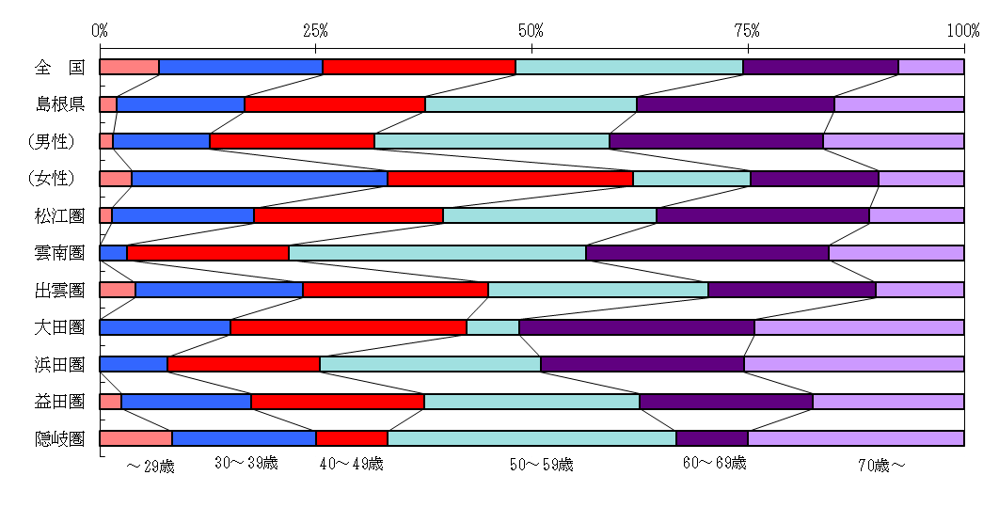 0% 25% 50% 75% 100%
全　国
島根県
(男性)
(女性)
松江圏
雲南圏
出雲圏
大田圏
浜田圏
益田圏
隠岐圏
～29歳 30～39歳 40～49歳 50～59歳 60～69歳 70歳～